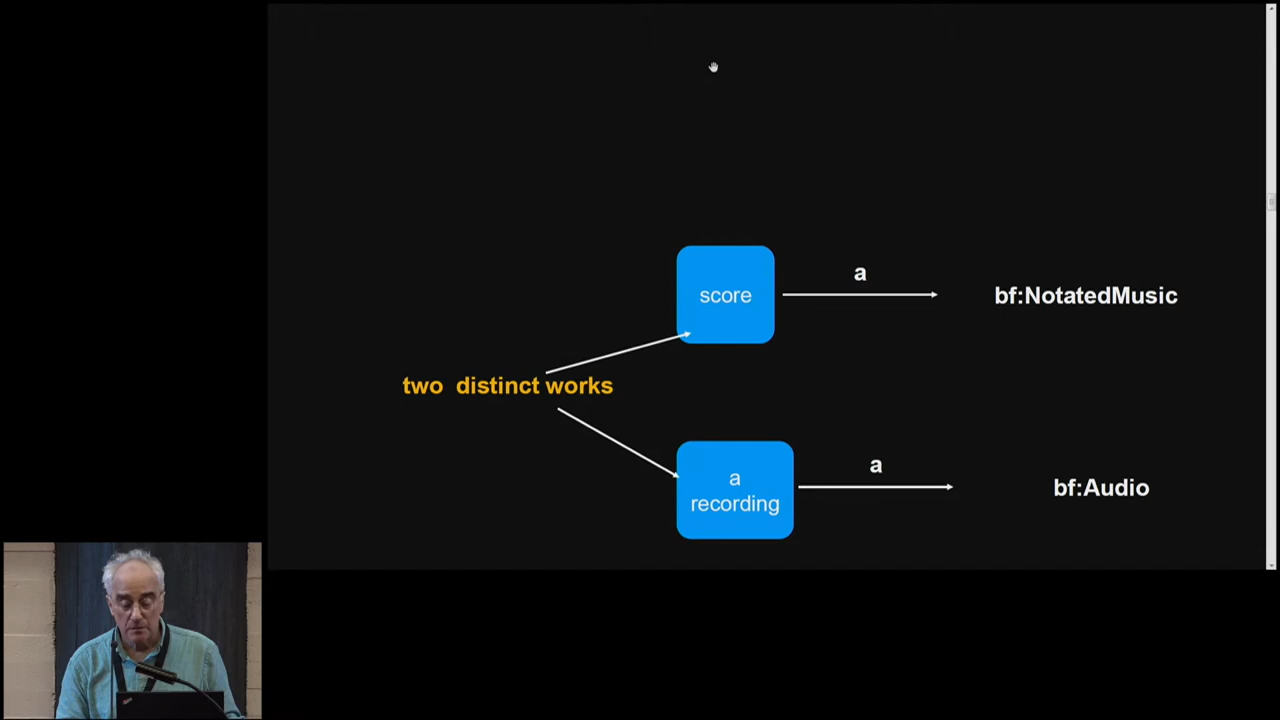 score
a
bf:NotatedMusic
two distinct works
a
recording
a
bf:Audio